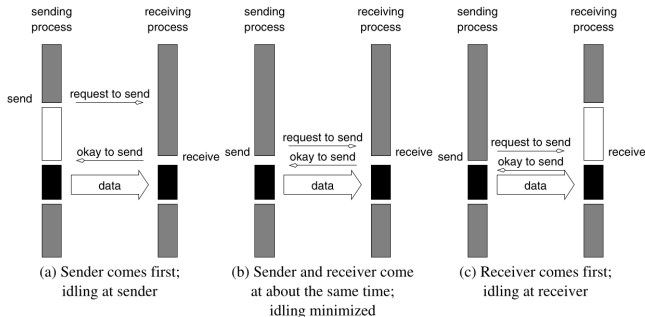 sending process
receiving process
send
request to send
okay to send
receive
data
(a) Sender comes first;
idling at sender
sending process
receiving process
request to send
send
okay to send
receive
data
(b) Sender and receiver come
at about the same time;
idling minimized
sending process
receiving process
request to send
send
okay to send
receive
data
(c) Receiver comes first;
idling at receiver